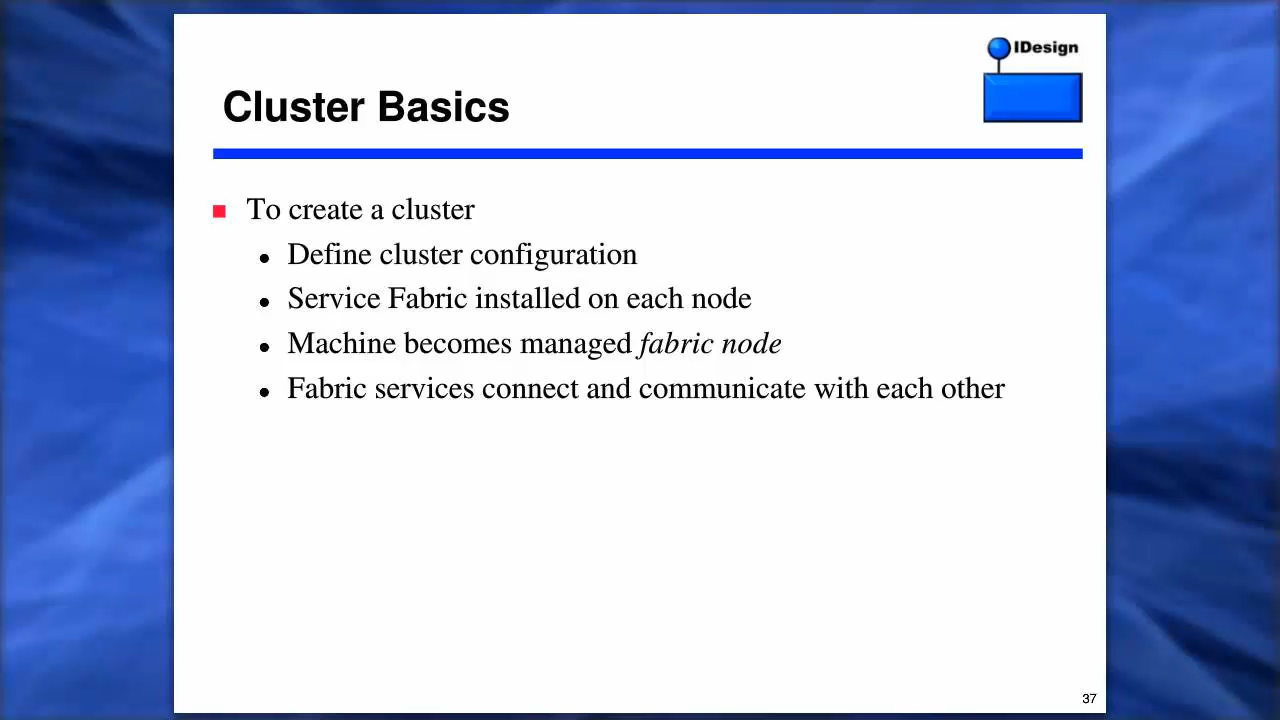 IDesign
Cluster Basics
To create a cluster
Define cluster configuration
Service Fabric installed on each node
Machine becomes managed fabric node
Fabric services connect and communicate with each other
37